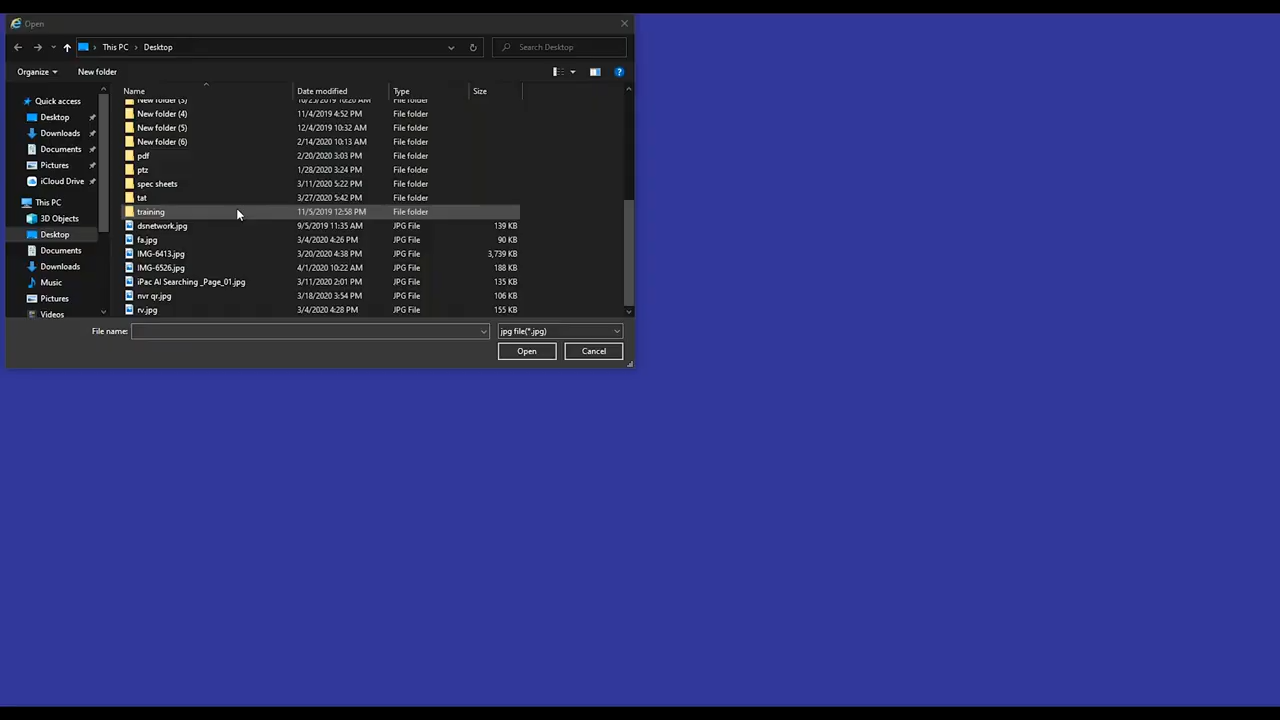 Open
This PC > Desktop
Search Desktop
Organize
New folder
Name Date modified Type Size
New folder (3) 10/23/2019 10:20 AM File folder
New folder (4) 11/4/2019 4:52 PM File folder
New folder (5) 12/4/2019 10:32 AM File folder
New folder (6) 2/14/2020 10:13 AM File folder
pdf 2/20/2020 3:03 PM File folder
ptz 1/28/2020 3:24 PM File folder
spec sheets 3/11/2020 5:22 PM File folder
tat 3/27/2020 5:42 PM File folder
training 11/5/2019 12:58 PM File folder
dsnetwork.jpg 9/5/2019 11:35 AM JPG File 139 KB
fa.jpg 3/4/2020 4:26 PM JPG File 90 KB
IMG-6413.jpg 3/20/2020 4:38 PM JPG File 3,739 KB
IMG-6526.jpg 4/1/2020 10:22 AM JPG File 188 KB
iPac AI Searching _Page_01.jpg 3/11/2020 2:01 PM JPG File 135 KB
nvr qr.jpg 3/18/2020 3:54 PM JPG File 106 KB
rv.jpg 3/4/2020 4:28 PM JPG File 155 KB
Quick access
Desktop
Downloads
Documents
Pictures
iCloud Drive
This PC
3D Objects
Desktop
Documents
Downloads
Music
Pictures
Videos
File name:
jpg file(*.jpg)
Open
Cancel